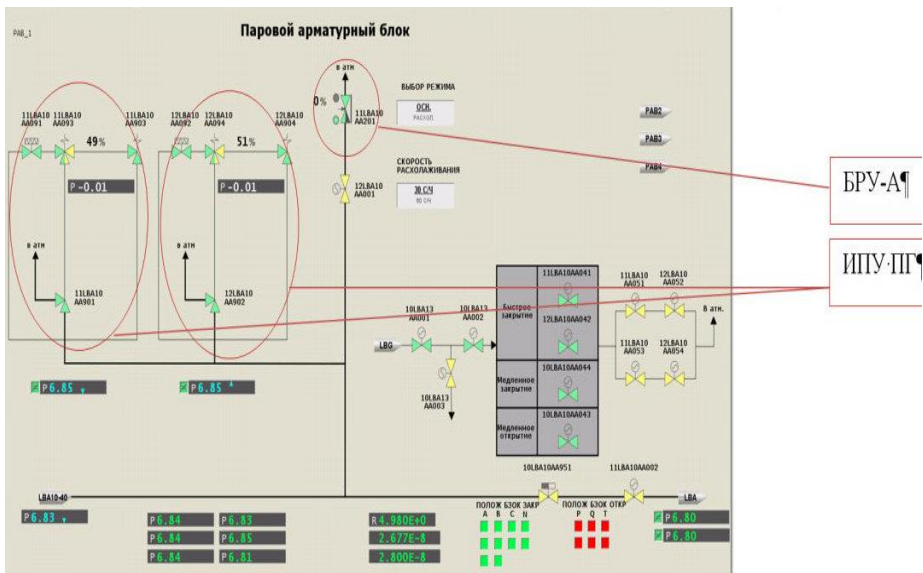 PAB_1
Паровой арматурный блок
в атм
0%
11LBA10
AA201
ВЫБОР РЕЖИМА
ОСН.
РАСХОЛ
PAB2
PAB3
PAB4
11LBA10
AA091
11LBA10
AA093
49%
11LBA10
AA903
12LBA10
AA092
12LBA10
AA094
51%
12LBA10
AA904
P -0.01
P -0.01
СКОРОСТЬ
РАСХОЛАЖИВАНИЯ
30 С/Ч
60 С/Ч
12LBA10
AA001
БРУ-А¶
ИПУ·ПГ¶
в атм
в атм
11LBA10
AA901
12LBA10
AA902
LBG
10LBA13
AA001
10LBA13
AA002
10LBA13
AA003
Быстрое
закрытие
11LBA10AA041
12LBA10AA042
Медленное
закрытие
10LBA10AA044
Медленное
открытие
10LBA10AA043
11LBA10
AA051
12LBA10
AA052
В атм.
11LBA10
AA053
12LBA10
AA054
P 6.85
P 6.85
10LBA10AA951
11LBA10AA002
LBA10-40
LBA
P 6.83
P 6.84
P 6.83
P 6.84
P 6.85
P 6.84
P 6.81
R 4.980E+0
2.677E-8
2.800E-8
ПОЛОЖ БЗОК ЗАКР
A B C N
ПОЛОЖ БЗОК ОТКР
P Q T
P 6.80
P 6.80